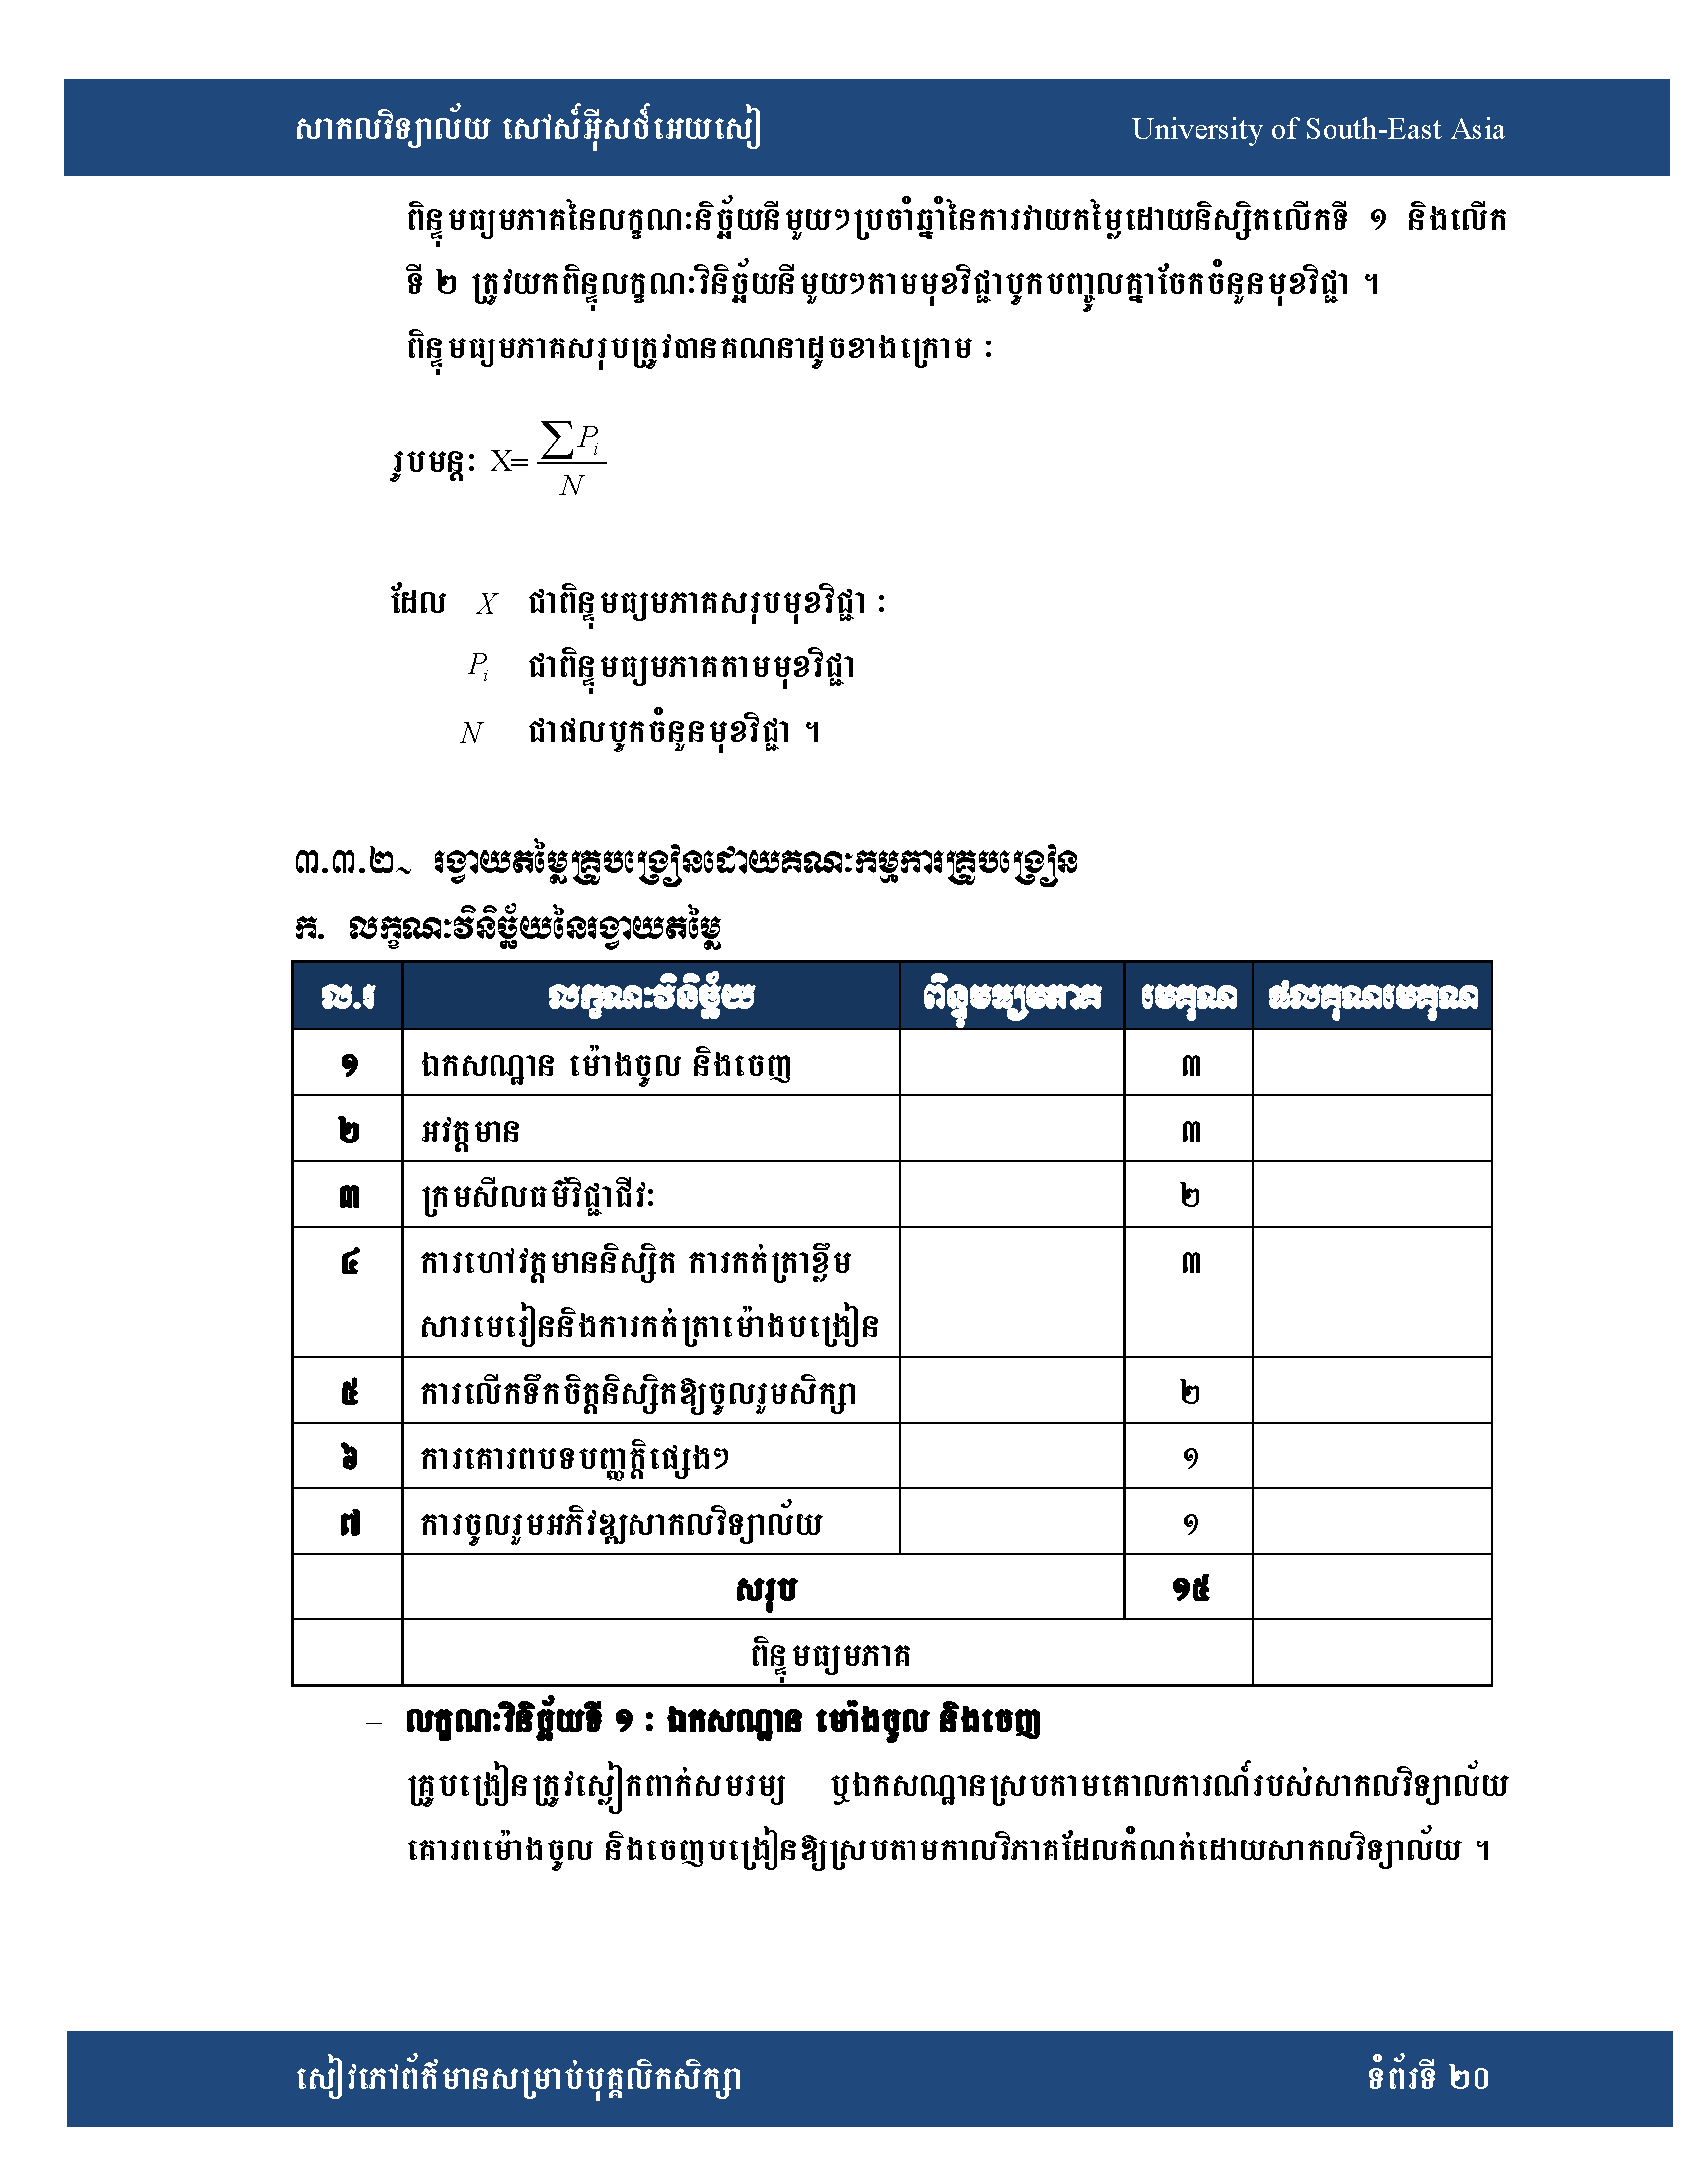 សាកលវិទ្យាល័យ សៅស៍អ៊ីសថ៍អេយសៀ University of South-East Asia
ពិន្ទុមធ្យមភាគនៃលក្ខណៈនិច្ឆ័យនីមួយៗប្រចាំឆ្នាំនៃការវាយតម្លៃដោយនិស្សិតលើកទី ១ និងលើក
ទី ២ ត្រូវយកពិន្ទុលក្ខណៈវិនិច្ឆ័យនីមួយៗតាមមុខវិជ្ជាបូកបញ្ចូលគ្នាចែកចំនួនមុខវិជ្ជា ។
ពិន្ទុមធ្យមភាគសរុបត្រូវបានគណនាដូចខាងក្រោម ៖
រូបមន្តៈ X= ∑Pi / N
ដែល X ជាពិន្ទុមធ្យមភាគសរុបមុខវិជ្ជា ៖
Pi ជាពិន្ទុមធ្យមភាគតាមមុខវិជ្ជា
N ជាផលបូកចំនួនមុខវិជ្ជា ។
៣.៣.២~ រង្វាយតម្លៃគ្រូបង្រៀនដោយគណៈកម្មការគ្រូបង្រៀន
ក. លក្ខណៈវិនិច្ឆ័យនៃរង្វាយតម្លៃ
ល.រ លក្ខណៈវិនិច្ឆ័យ ពិន្ទុមធ្យមភាគ មេគុណ ផលគុណមេគុណ
១ ឯកសណ្ឋាន ម៉ោងចូល និងចេញ ៣
២ អវត្តមាន ៣
៣ ក្រមសីលធម៌វិជ្ជាជីវៈ ២
៤ ការហៅវត្តមាននិស្សិត ការកត់ត្រាខ្លឹម ៣
សារមេរៀននិងការកត់ត្រាម៉ោងបង្រៀន
៥ ការលើកទឹកចិត្តនិស្សិតឱ្យចូលរួមសិក្សា ២
៦ ការគោរពបទបញ្ញត្តិផ្សេងៗ ១
៧ ការចូលរួមអភិវឌ្ឍសាកលវិទ្យាល័យ ១
សរុប ១៥
ពិន្ទុមធ្យមភាគ
– លក្ខណៈវិនិច្ឆ័យទី ១ ៖ ឯកសណ្ឋាន ម៉ោងចូល និងចេញ
គ្រូបង្រៀនត្រូវស្លៀកពាក់សមរម្យ ឬឯកសណ្ឋានស្របតាមគោលការណ៍របស់សាកលវិទ្យាល័យ
គោរពម៉ោងចូល និងចេញបង្រៀនឱ្យស្របតាមកាលវិភាគដែលកំណត់ដោយសាកលវិទ្យាល័យ ។
សៀវភៅព័ត៌មានសម្រាប់បុគ្គលិកសិក្សា ទំព័រទី ២០